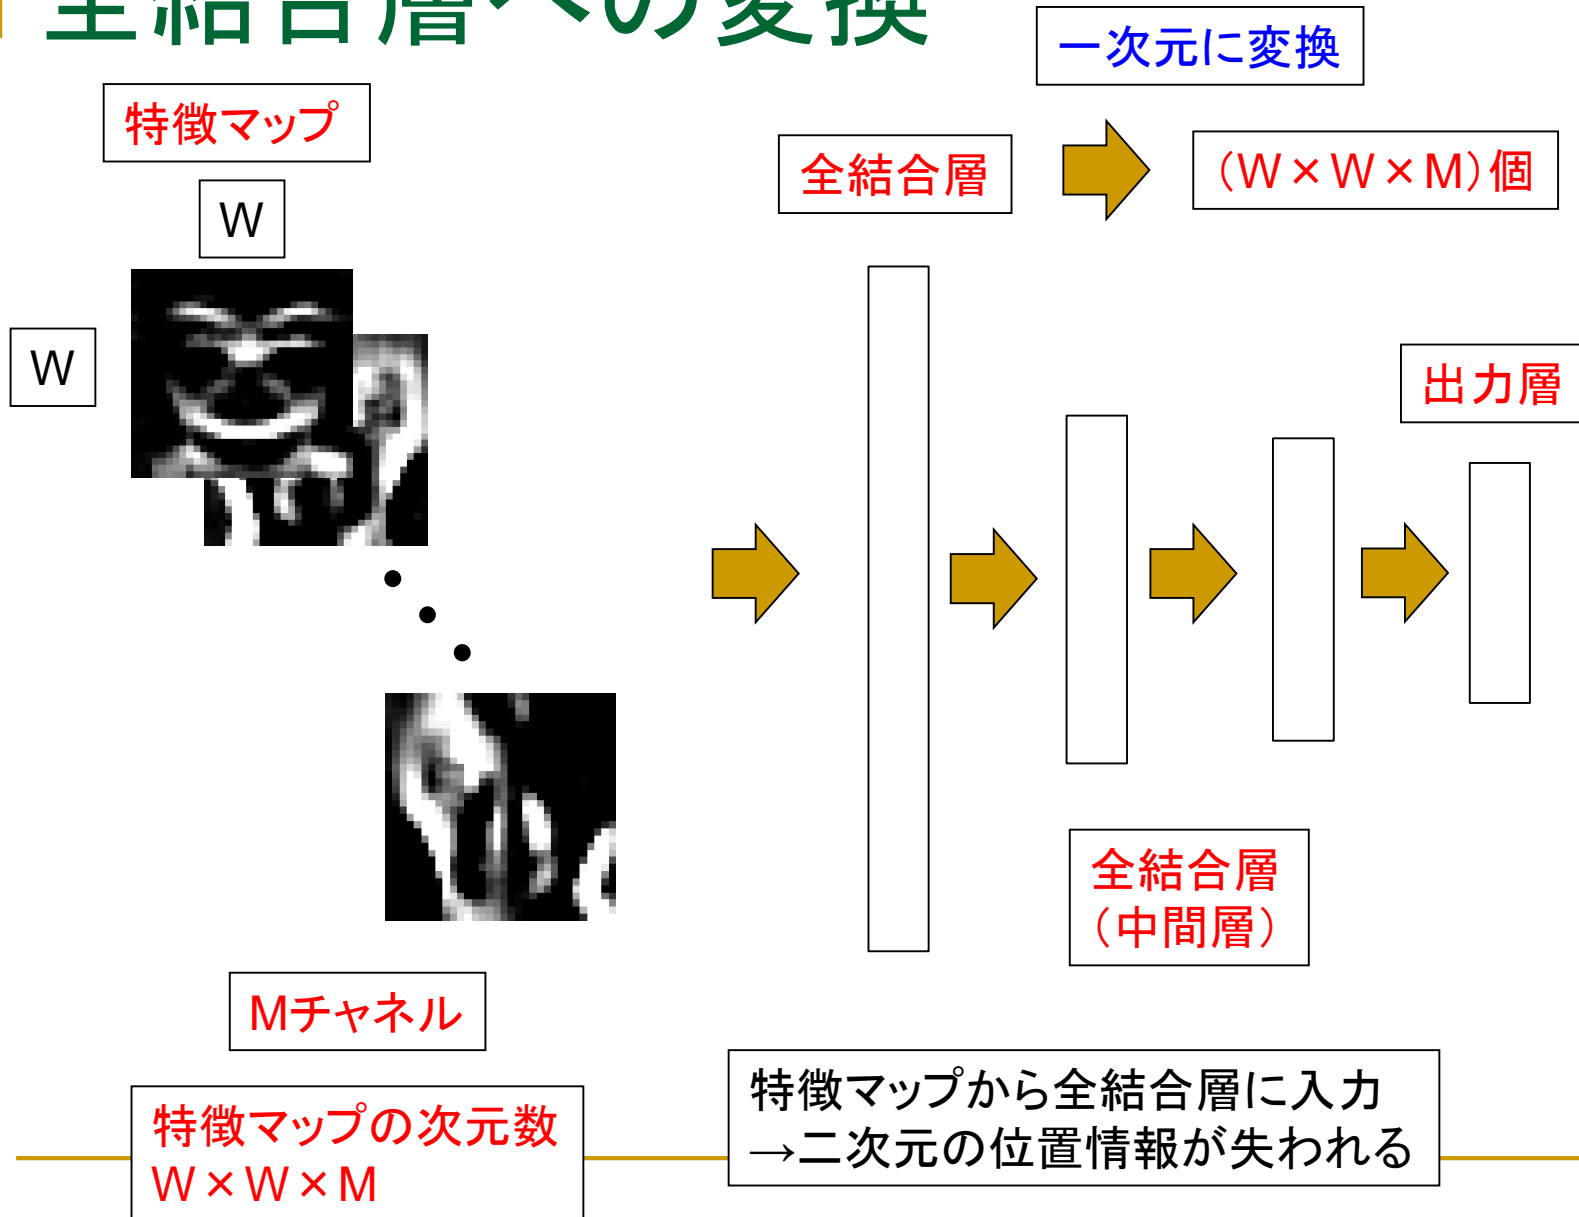 全結合層への変換
一次元に変換
特徴マップ
全結合層
(W×W×M)個
W
W
出力層
全結合層
(中間層)
Mチャネル
特徴マップの次元数
W×W×M
特徴マップから全結合層に入力
→二次元の位置情報が失われる